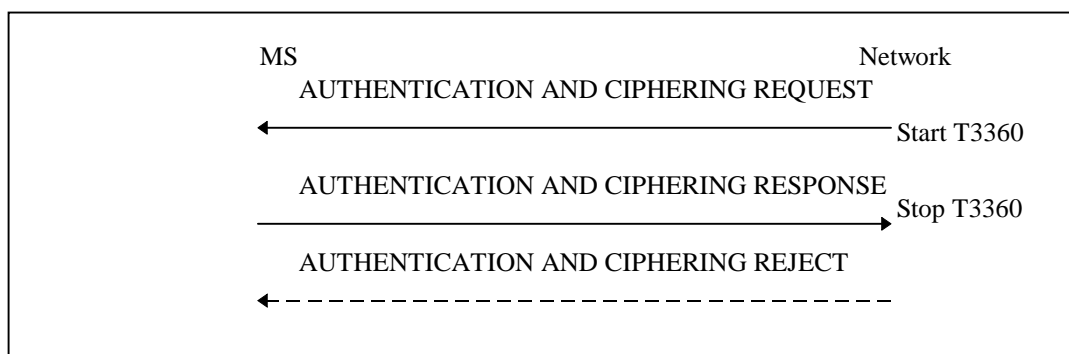 MS Network
AUTHENTICATION AND CIPHERING REQUEST
Start T3360
AUTHENTICATION AND CIPHERING RESPONSE
Stop T3360
AUTHENTICATION AND CIPHERING REJECT